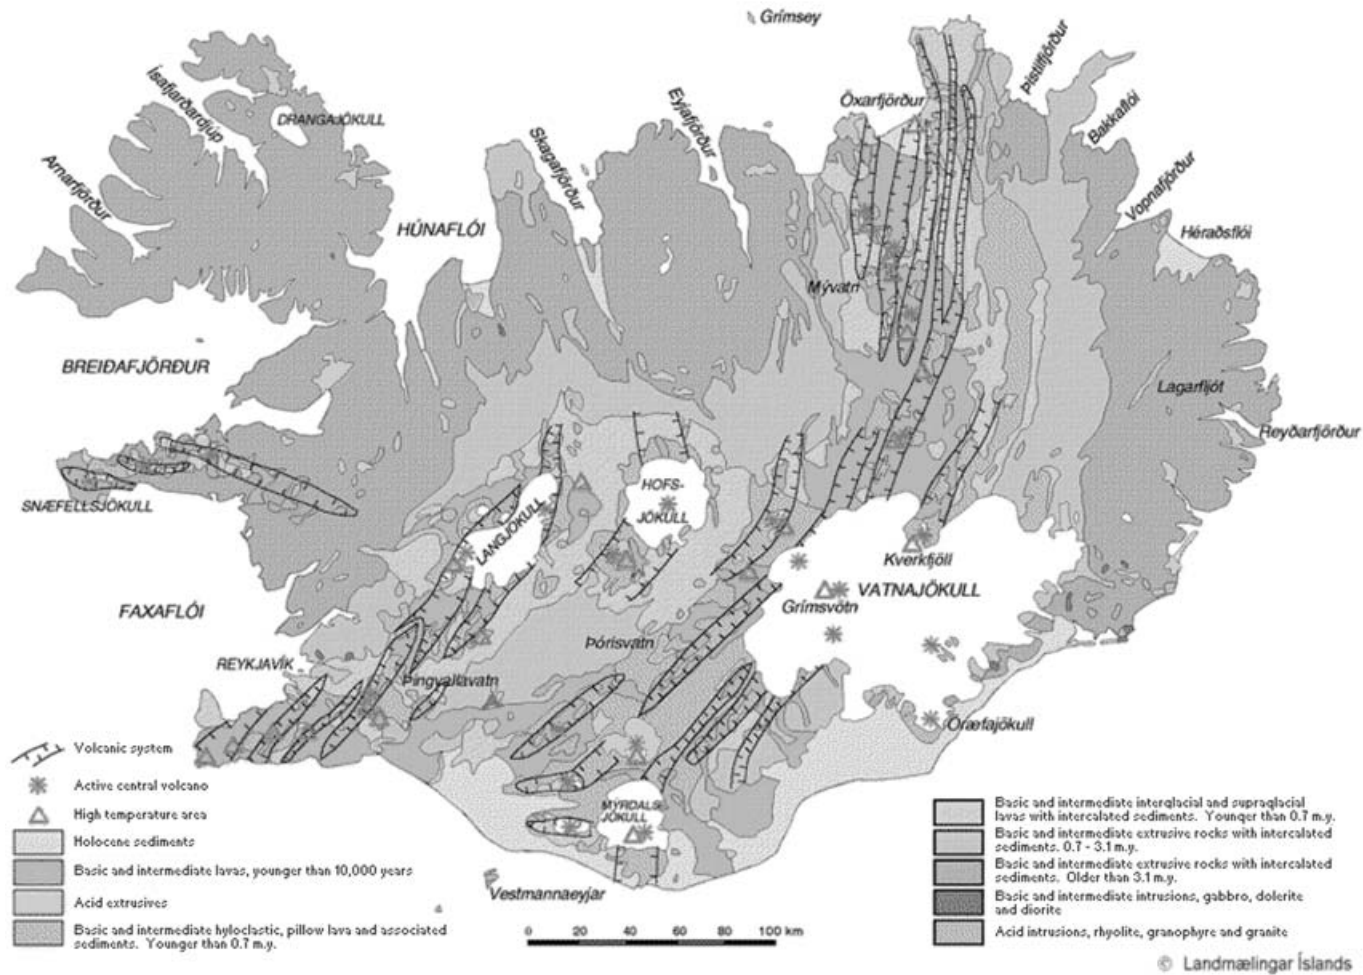 Grímsey
Ísafjarðardjúp
DRANGAJÖKULL
Arnarfjörður
HÚNAFLÓI
Skagafjörður
Eyjafjörður
Öxarfjörður
Þistilfjörður
Bakkaflói
Vopnafjörður
Héraðsflói
Mývatn
BREIÐAFJÖRÐUR
Lagarfljót
Reyðarfjörður
SNÆFELLSJÖKULL
LANGJÖKULL
HOFS-
JÖKULL
Kverkfjöll
VATNAJÖKULL
Grímsvötn
FAXAFLÓI
Þórisvatn
REYKJAVÍK
Þingvallavatn
Öræfajökull
MÝRDALS-
JÖKULL
Vestmannaeyjar
Volcanic system
Active central volcano
High temperature area
Holocene sediments
Basic and intermediate lavas, younger than 10,000 years
Acid extrusives
Basic and intermediate hyloclastic, pillow lava and associated
sediments. Younger than 0.7 m.y.
0 20 40 60 80 100 km
Basic and intermediate interglacial and supraglacial
lavas with intercalated sediments. Younger than 0.7 m.y.
Basic and intermediate extrusive rocks with intercalated
sediments. 0.7 - 3.1 m.y.
Basic and intermediate extrusive rocks with intercalated
sediments. Older than 3.1 m.y.
Basic and intermediate intrusions, gabbro, dolerite
and diorite
Acid intrusions, rhyolite, granophyre and granite
© Landmælingar Íslands